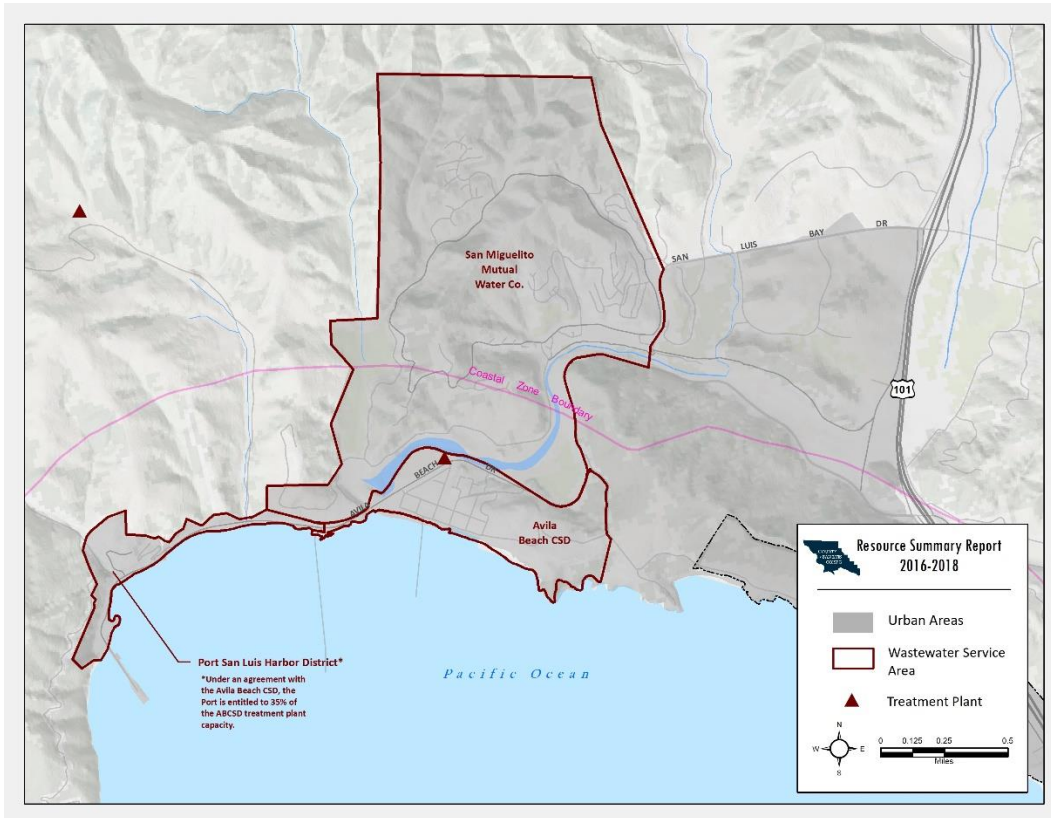 SAN LUIS BAY DR
San Miguelito
Mutual
Water Co.
101
Coastal Zone Boundary
AVILA BEACH DR
Avila
Beach CSD
Port San Luis Harbor District*
*Under an agreement with
the Avila Beach CSD, the
Port is entitled to 35% of
the ABCSD treatment plant
capacity.
Pacific Ocean
COUNTY
Resource Summary Report
2016-2018
Urban Areas
Wastewater Service
Area
Treatment Plant
N
W E
S
0 0.125 0.25 0.5
Miles